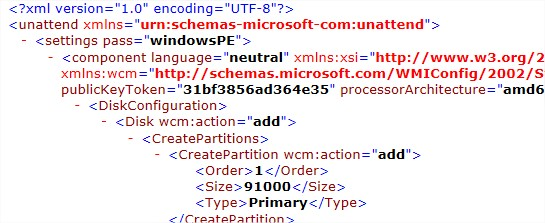 <?xml version="1.0" encoding="UTF-8"?>
<unattend xmlns="urn:schemas-microsoft-com:unattend">
- <settings pass="windowsPE">
- <component language="neutral" xmlns:xsi="http://www.w3.org/2
xmlns:wcm="http://schemas.microsoft.com/WMIConfig/2002/S
publicKeyToken="31bf3856ad364e35" processorArchitecture="amd6
- <DiskConfiguration>
- <Disk wcm:action="add">
- <CreatePartitions>
- <CreatePartition wcm:action="add">
<Order>1</Order>
<Size>91000</Size>
<Type>Primary</Type>
</CreatePartition>